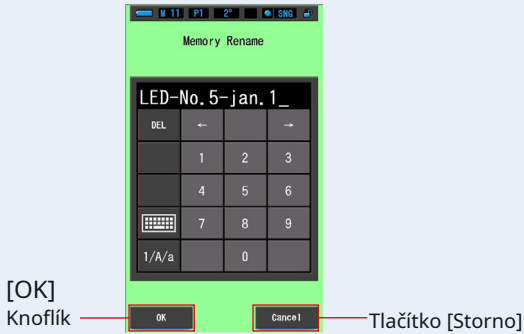 M 11 P1 2" SNG
Memory Rename
LED-No.5-jan.1_
DEL ← →
1 2 3
4 5 6
7 8 9
1/A/a 0
[OK]
Knoflík
OK Cancel
Tlačítko [Storno]